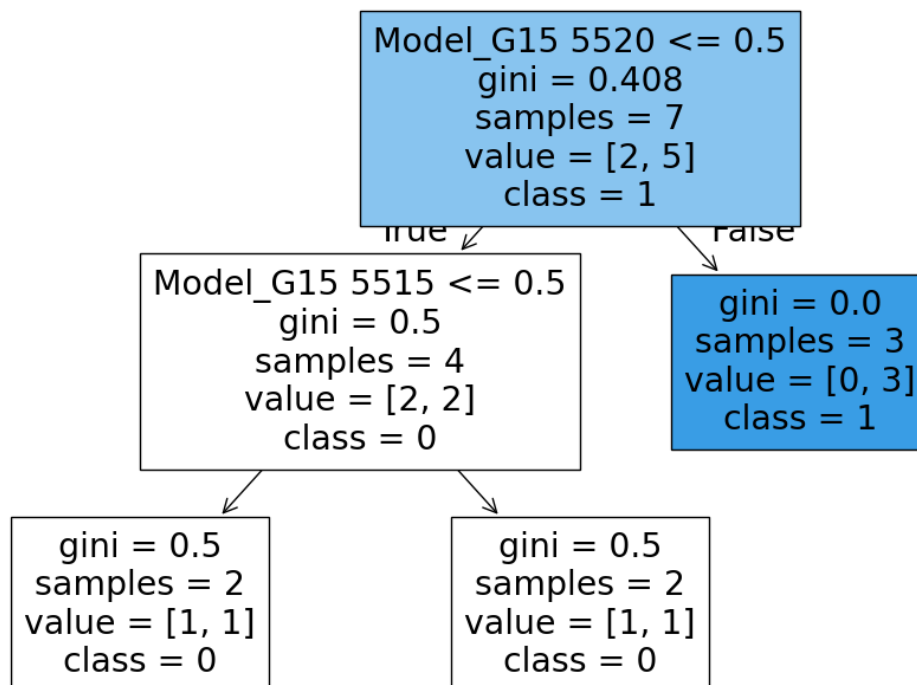 Model_G15 5520 <= 0.5
gini = 0.408
samples = 7
value = [2, 5]
class = 1
True
False
Model_G15 5515 <= 0.5
gini = 0.5
samples = 4
value = [2, 2]
class = 0
gini = 0.0
samples = 3
value = [0, 3]
class = 1
gini = 0.5
samples = 2
value = [1, 1]
class = 0
gini = 0.5
samples = 2
value = [1, 1]
class = 0